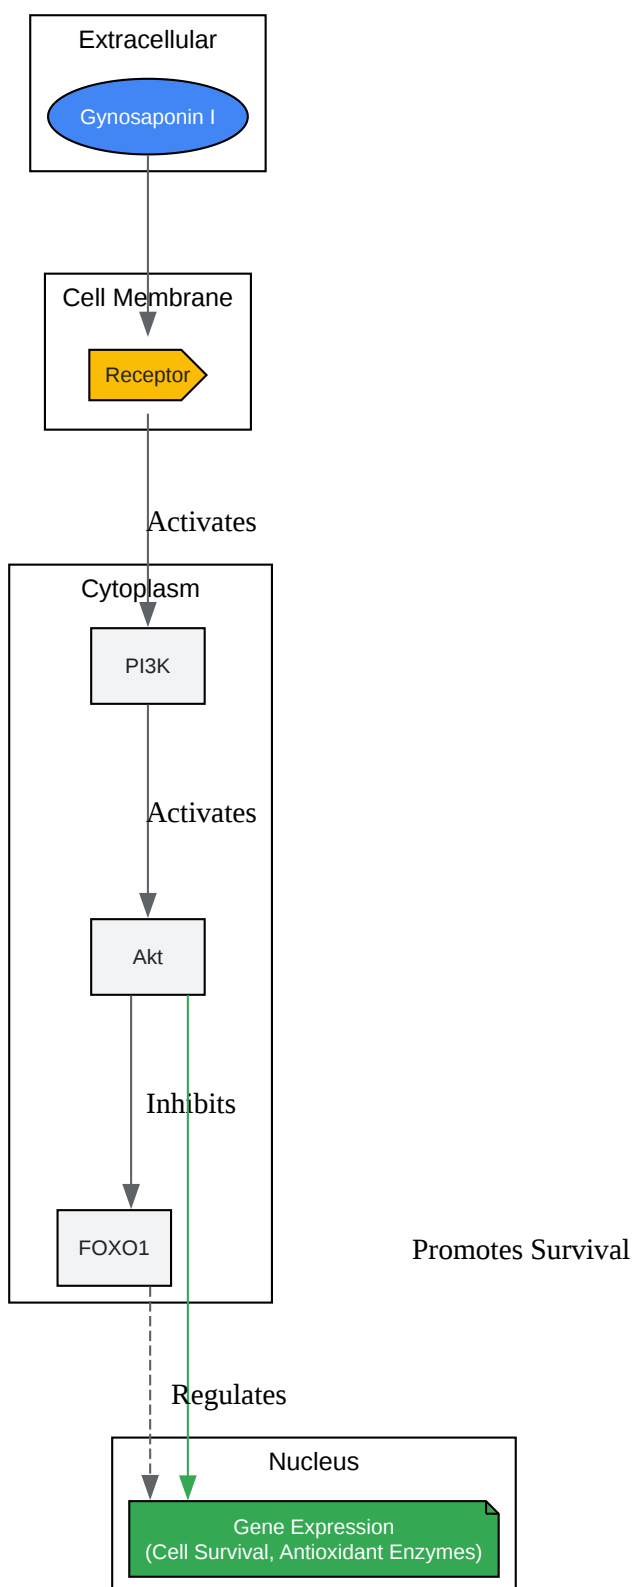 Extracellular
Gynosaponin I
Cell Membrane
Receptor
Activates
Cytoplasm
PI3K
Activates
Akt
Inhibits
FOXO1
Promotes Survival
Regulates
Nucleus
Gene Expression
(Cell Survival, Antioxidant Enzymes)